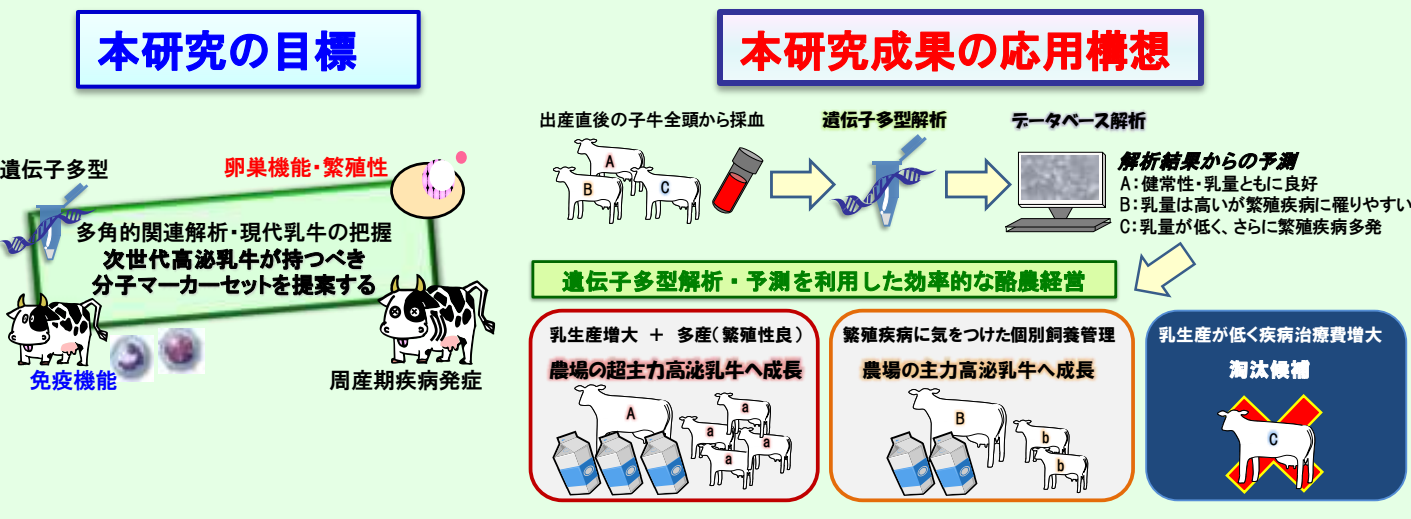 本研究の目標
遺伝子多型
卵巣機能・繁殖性
多角的関連解析・現代乳牛の把握
次世代高泌乳牛が持つべき
分子マーカーセットを提案する
免疫機能
周産期疾病発症
本研究成果の応用構想
出産直後の子牛全頭から採血
遺伝子多型解析
データベース解析
A
B
C
解析結果からの予測
A:健常性・乳量ともに良好
B:乳量は高いが繁殖疾病に罹りやすい
C:乳量が低く、さらに繁殖疾病多発
遺伝子多型解析・予測を利用した効率的な酪農経営
乳生産増大 + 多産(繁殖性良)
農場の超主力高泌乳牛へ成長
A
a
a
a
a
繁殖疾病に気をつけた個別飼養管理
農場の主力高泌乳牛へ成長
B
b
b
乳生産が低く疾病治療費増大
淘汰候補
C